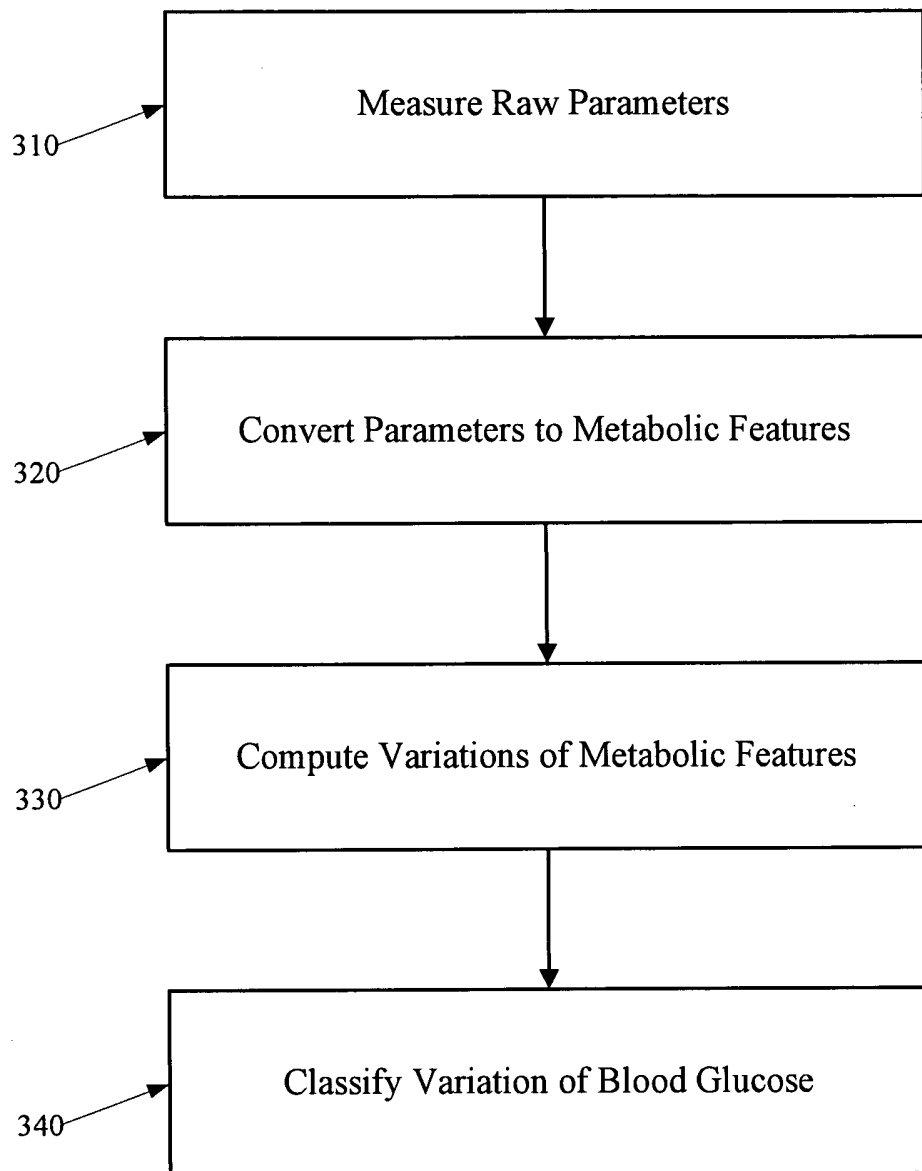 Measure Raw Parameters
310
Convert Parameters to Metabolic Features
320
Compute Variations of Metabolic Features
330
Classify Variation of Blood Glucose
340